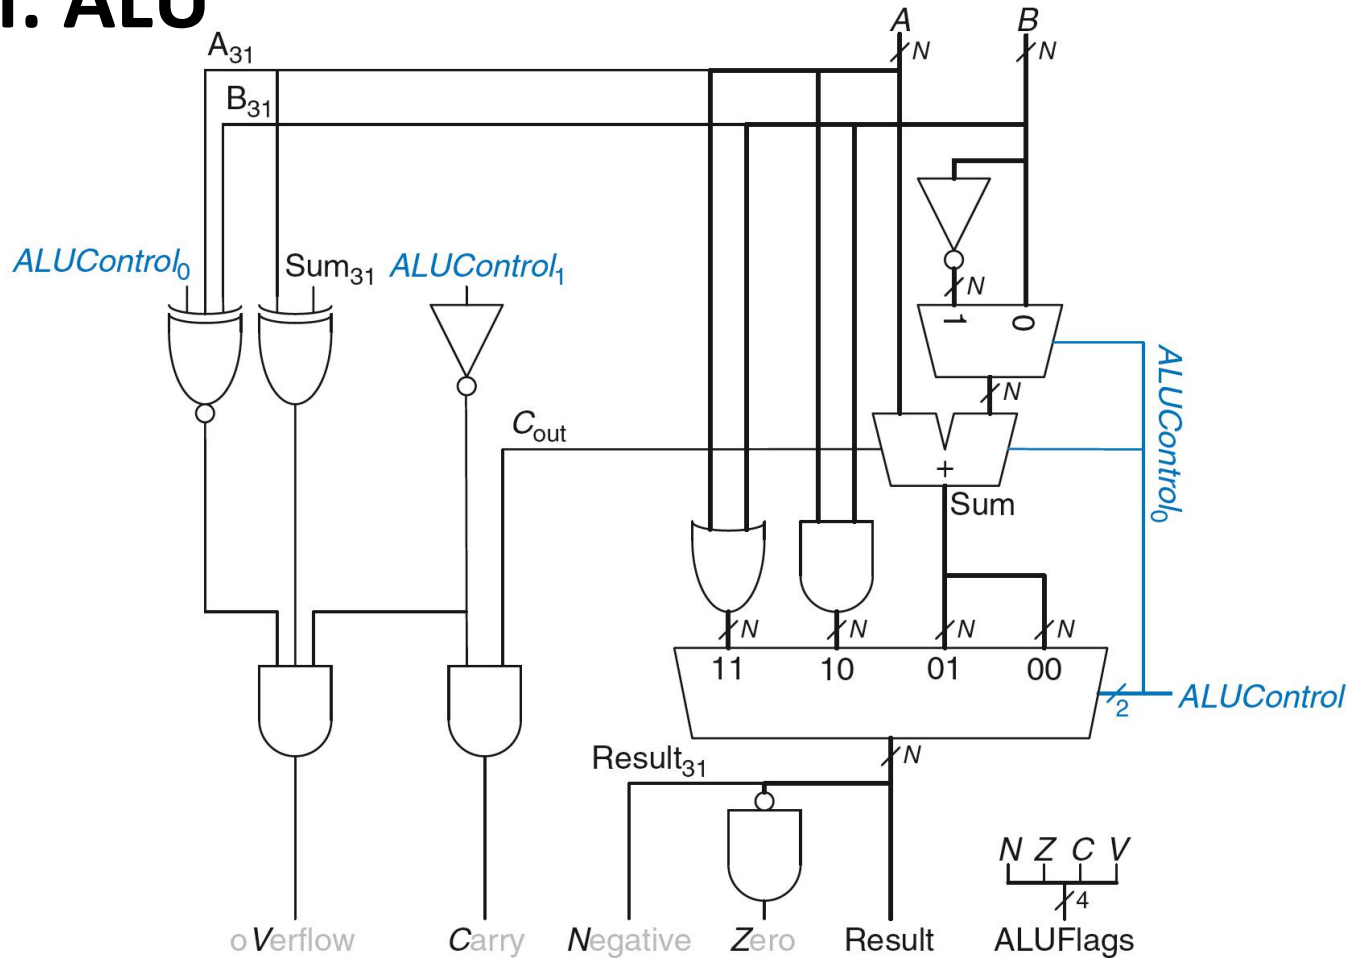 1. ALU
A B
A31 N N
B31
ALUControl0 Sum31 ALUControl1 N
1 0
N
ALUControl0
Cout
+
Sum
N N N N
11 10 01 00
2 ALUControl
Result31 N
N Z C V
4
oVerflow Carry Negative Zero Result ALUFlags